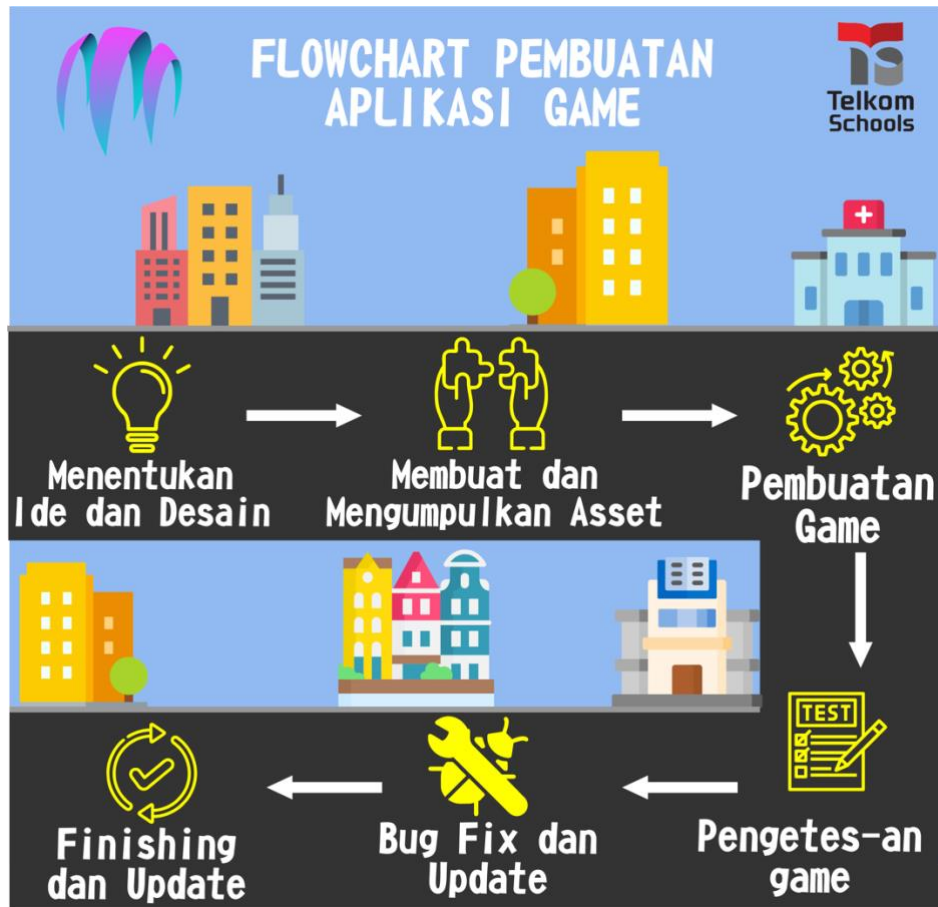 FLOWCHART PEMBUATAN
APLIKASI GAME
Telkom
Schools
Menentukan
Ide dan Desain
Membuat dan
Mengumpulkan Asset
Pembuatan
Game
TEST
Pengetes-an
game
Bug Fix dan
Update
Finishing
dan Update